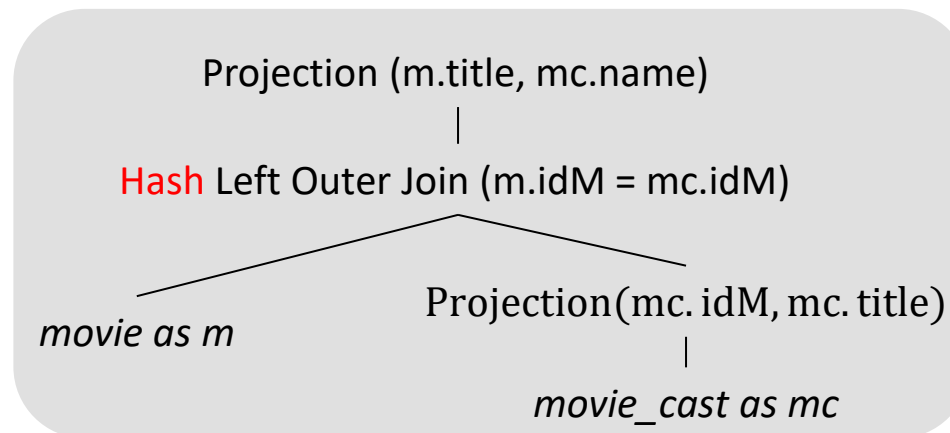 Projection (m.title, mc.name)
Hash Left Outer Join (m.idM = mc.idM)
Projection(mc. idM, mc. title)
movie as m
movie_cast as mc